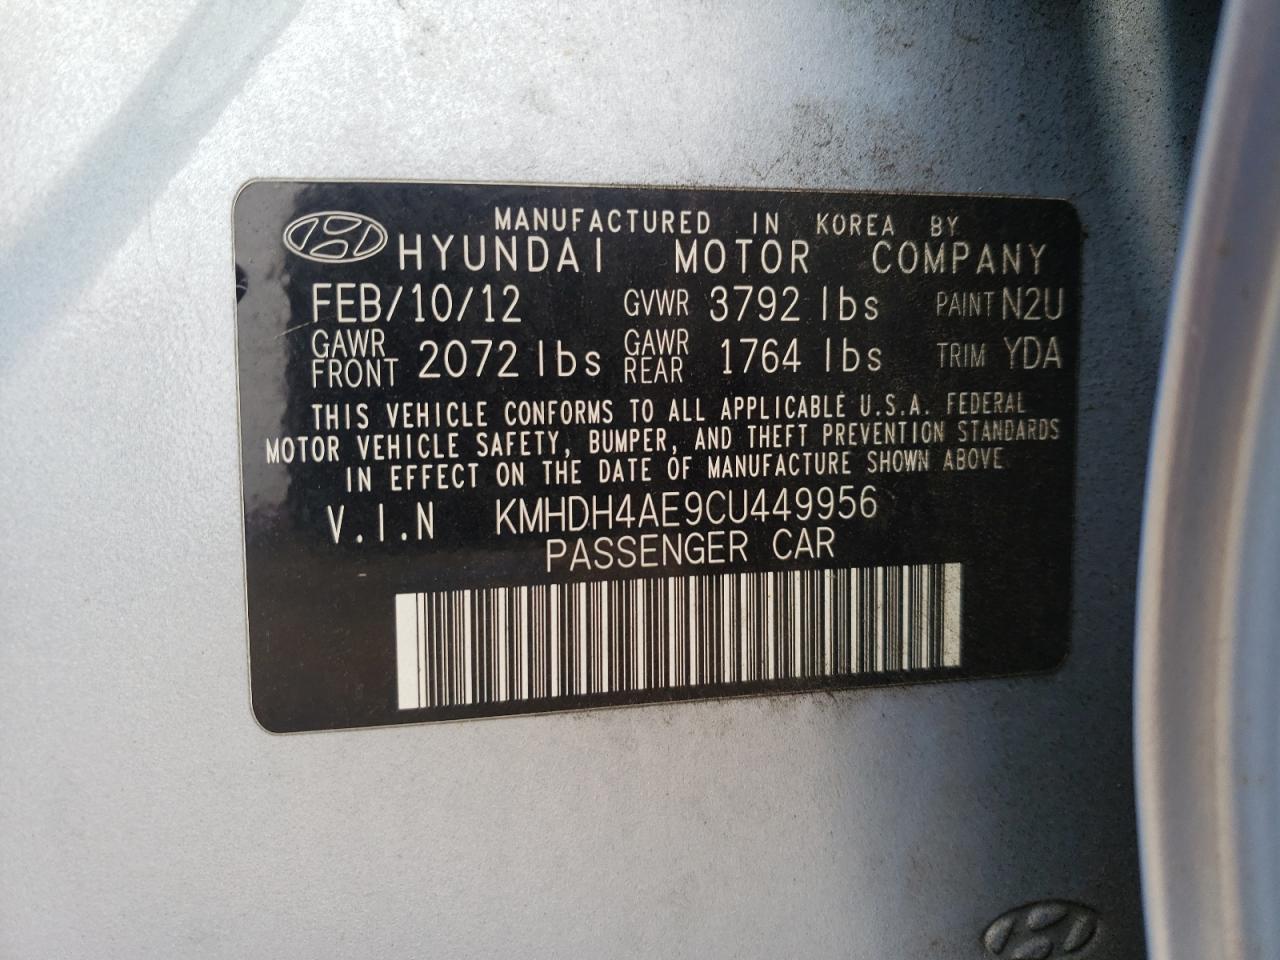 MANUFACTURED IN KOREA BY
HYUNDAI MOTOR COMPANY
FEB/10/12 GVWR 3792 lbs PAINT N2U
GAWR FRONT 2072 lbs GAWR REAR 1764 lbs TRIM YDA
THIS VEHICLE CONFORMS TO ALL APPLICABLE U.S.A. FEDERAL
MOTOR VEHICLE SAFETY, BUMPER, AND THEFT PREVENTION STANDARDS
IN EFFECT ON THE DATE OF MANUFACTURE SHOWN ABOVE
V.I.N KMHDH4AE9CU449956
PASSENGER CAR